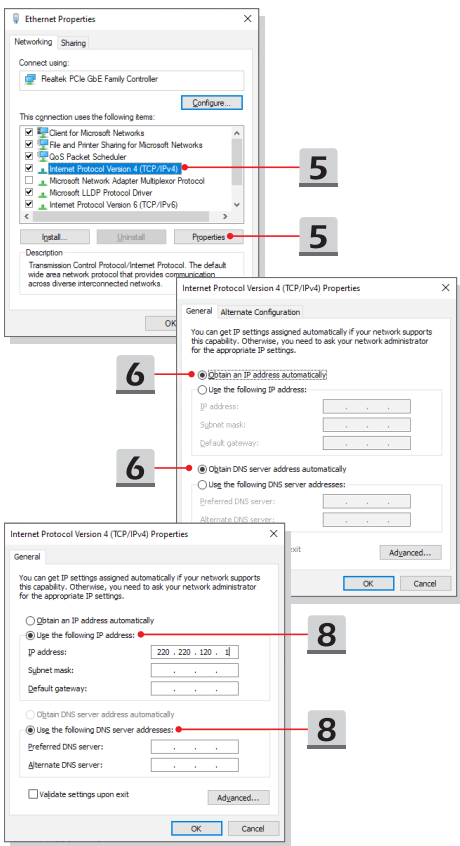 Ethernet Properties
Networking Sharing
Connect using:
Realtek PCIe GbE Family Controller
Configure...
This connection uses the following items:
Client for Microsoft Networks
File and Printer Sharing for Microsoft Networks
QoS Packet Scheduler
Internet Protocol Version 4 (TCP/IPv4)
Microsoft Network Adapter Multiplexor Protocol
Microsoft LLDP Protocol Driver
Internet Protocol Version 6 (TCP/IPv6)
5
Install... Uninstall Properties
5
Description
Transmission Control Protocol/Internet Protocol. The default
wide area network protocol that provides communication
across diverse interconnected networks.
OK
Internet Protocol Version 4 (TCP/IPv4) Properties
General Alternate Configuration
You can get IP settings assigned automatically if your network supports
this capability. Otherwise, you need to ask your network administrator
for the appropriate IP settings.
6
Obtain an IP address automatically
Use the following IP address:
IP address:
Subnet mask:
Default gateway:
6
Obtain DNS server address automatically
Use the following DNS server addresses:
Preferred DNS server:
Alternate DNS server:
exit
Advanced...
OK Cancel
Internet Protocol Version 4 (TCP/IPv4) Properties
General
You can get IP settings assigned automatically if your network supports
this capability. Otherwise, you need to ask your network administrator
for the appropriate IP settings.
Obtain an IP address automatically
Use the following IP address:
8
IP address: 220 . 220 . 120 . 1
Subnet mask: . . .
Default gateway: . . .
Obtain DNS server address automatically
Use the following DNS server addresses:
8
Preferred DNS server: . . .
Alternate DNS server: . . .
Validate settings upon exit
Advanced...
OK Cancel